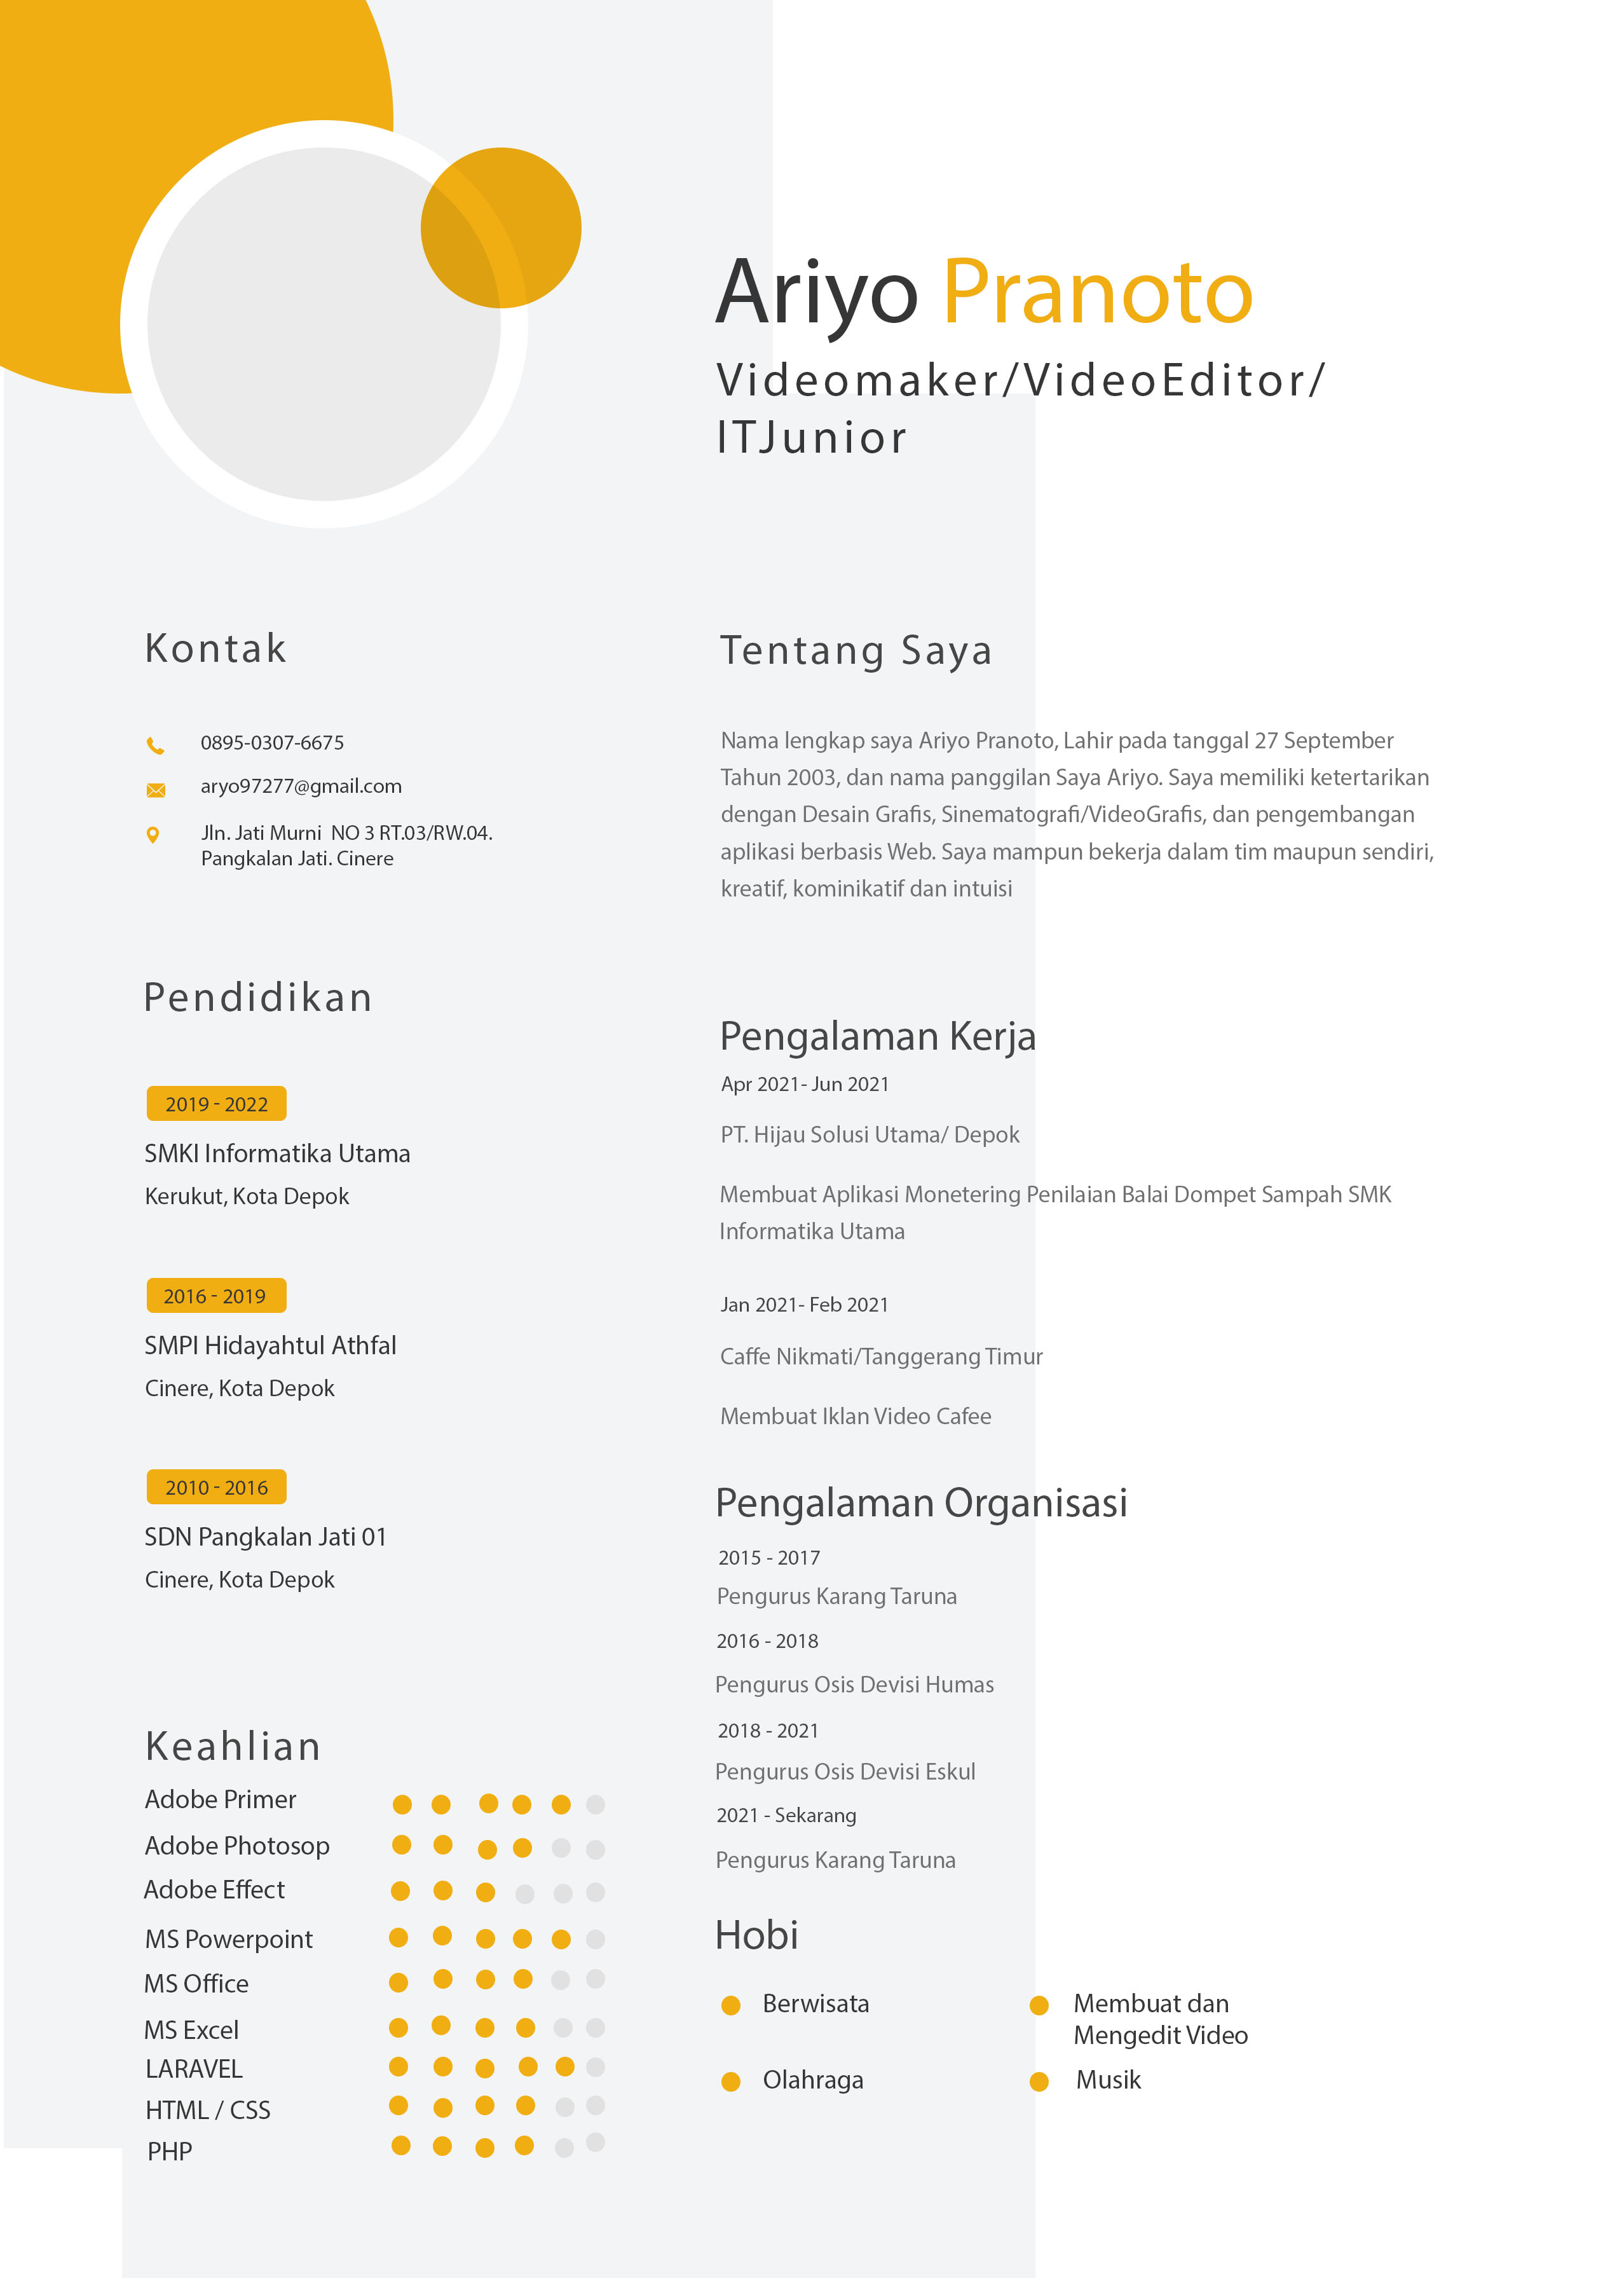 Ariyo Pranoto
Videomaker/VideoEditor/
ITJunior
Kontak
0895-0307-6675
aryo97277@gmail.com
Jln. Jati Murni  NO 3 RT.03/RW.04.
Pangkalan Jati. Cinere
Pendidikan
2019 - 2022
SMKI Informatika Utama
Kerukut, Kota Depok
2016 - 2019
SMPI Hidayahtul Athfal
Cinere, Kota Depok
2010 - 2016
SDN Pangkalan Jati 01
Cinere, Kota Depok
Keahlian
Adobe Primer
Adobe Photosop
Adobe Effect
MS Powerpoint
MS Office
MS Excel
LARAVEL
HTML / CSS
PHP
Tentang Saya
Nama lengkap saya Ariyo Pranoto, Lahir pada tanggal 27 September
Tahun 2003, dan nama panggilan Saya Ariyo. Saya memiliki ketertarikan
dengan Desain Grafis, Sinematografi/VideoGrafis, dan pengembangan
aplikasi berbasis Web. Saya mampun bekerja dalam tim maupun sendiri,
kreatif, kominikatif dan intuisi
Pengalaman Kerja
Apr 2021- Jun 2021
PT. Hijau Solusi Utama/ Depok
Membuat Aplikasi Monetering Penilaian Balai Dompet Sampah SMK
Informatika Utama
Jan 2021- Feb 2021
Caffe Nikmati/Tanggerang Timur
Membuat Iklan Video Cafee
Pengalaman Organisasi
2015 - 2017
Pengurus Karang Taruna
2016 - 2018
Pengurus Osis Devisi Humas
2018 - 2021
Pengurus Osis Devisi Eskul
2021 - Sekarang
Pengurus Karang Taruna
Hobi
Berwisata
Membuat dan
Mengedit Video
Olahraga
Musik